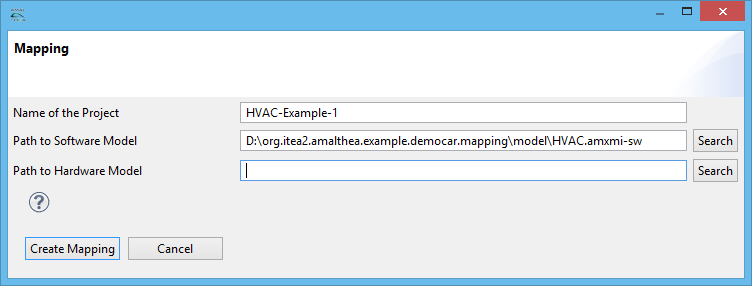 Mapping
Name of the Project HVAC-Example-1
Path to Software Model D:\org.itea2.amalthea.example.democar.mapping\model\HVAC.amxmi-sw Search
Path to Hardware Model Search
?
Create Mapping Cancel